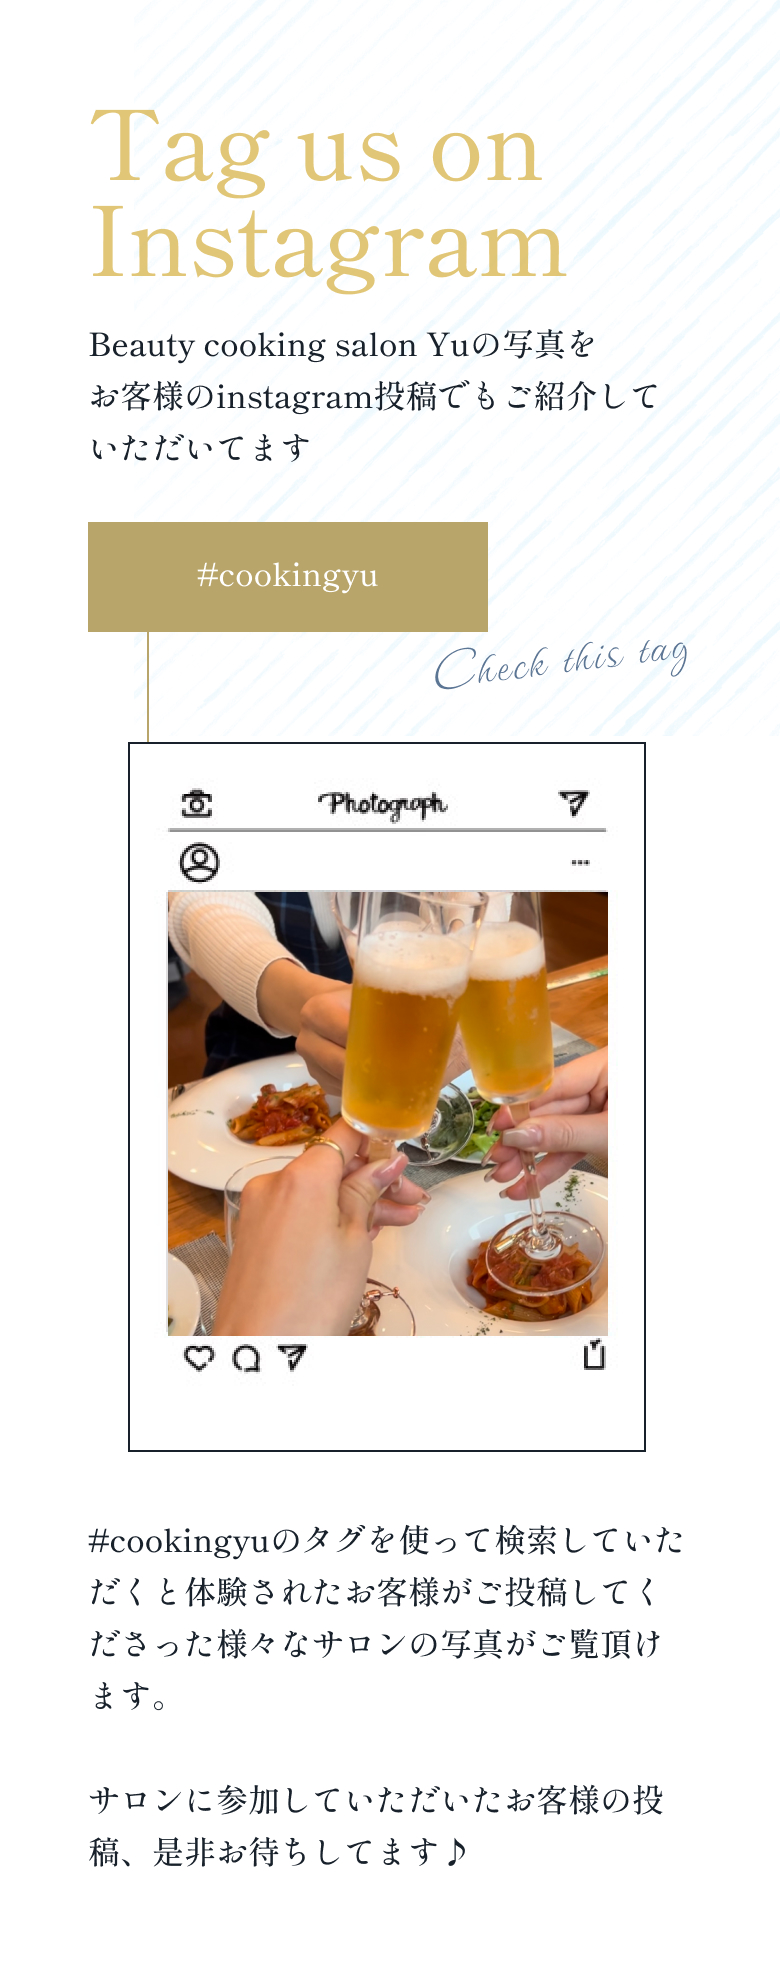 Tag us on
Instagram
Beauty cooking salon Yuの写真を
お客様のinstagram投稿でもご紹介して
いただいてます
#cookingyu
Check this tag
Photograph
#cookingyuのタグを使って検索していた
だくと体験されたお客様がご投稿してく
ださった様々なサロンの写真がご覧頂け
ます。
サロンに参加していただいたお客様の投
稿、是非お待ちしてます♪